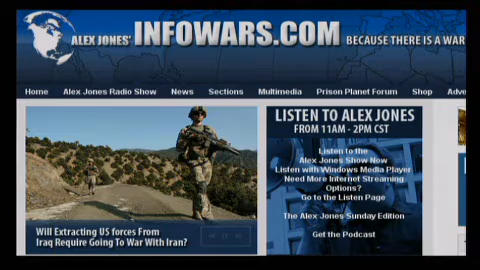 ALEX JONES' INFOWARS.COM BECAUSE THERE IS A WAR
Home Alex Jones Radio Show News Sections Multimedia Prison Planet Forum Shop Adve
LISTEN TO ALEX JONES
FROM 11AM - 2PM CST
Listen to the
Alex Jones Show Now
Listen with Windows Media Player
Need More Internet Streaming
Options?
Go to the Listen Page
The Alex Jones Sunday Edition
Get the Podcast
Will Extracting US forces From
Iraq Require Going To War With Iran?